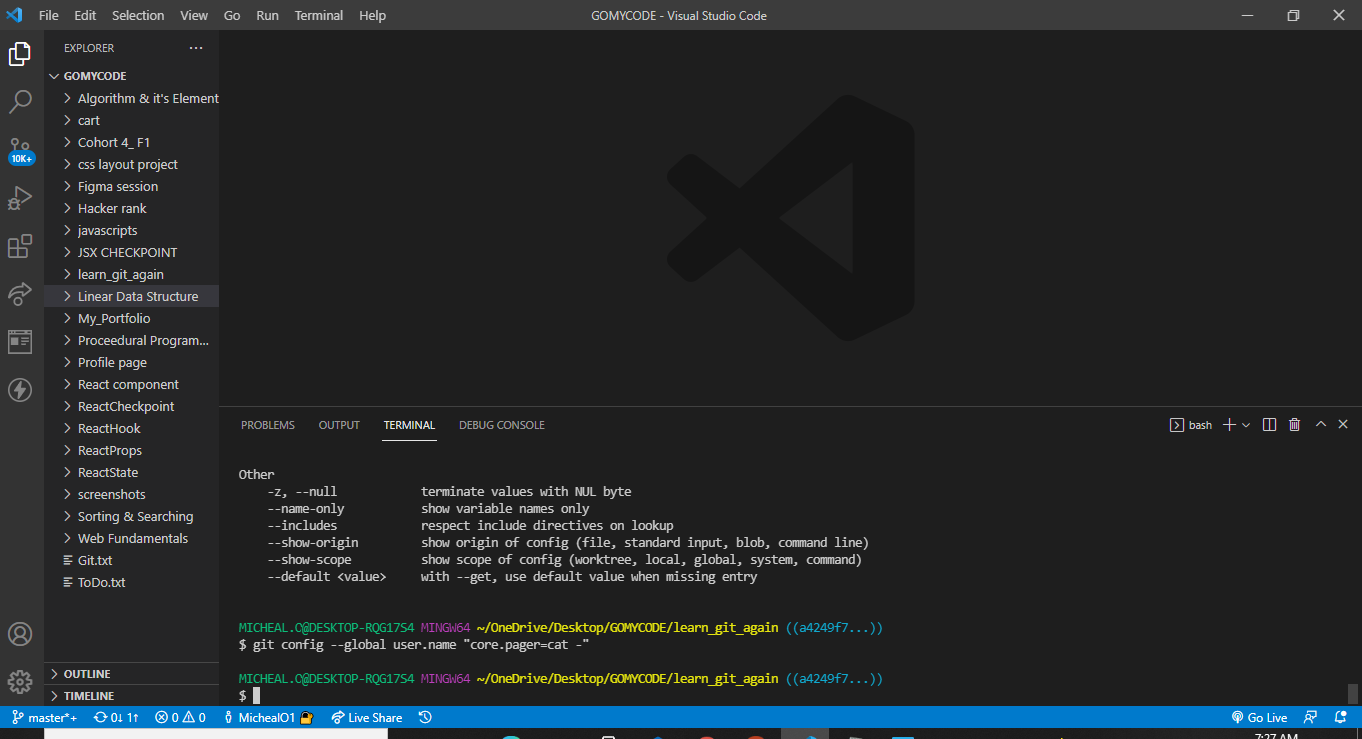 File Edit Selection View Go Run Terminal Help
GOMYCODE - Visual Studio Code
EXPLORER
GOMYCODE
Algorithm & it's Element
cart
Cohort 4_ F1
css layout project
Figma session
Hacker rank
javascripts
JSX CHECKPOINT
learn_git_again
Linear Data Structure
My_Portfolio
Proceedural Program...
Profile page
React component
ReactCheckpoint
ReactHook
ReactProps
ReactState
screenshots
Sorting & Searching
Web Fundamentals
Git.txt
ToDo.txt
OUTLINE
TIMELINE
10K+
PROBLEMS OUTPUT TERMINAL DEBUG CONSOLE
bash
Other
-z, --null terminate values with NUL byte
--name-only show variable names only
--includes respect include directives on lookup
--show-origin show origin of config (file, standard input, blob, command line)
--show-scope show scope of config (worktree, local, global, system, command)
--default <value> with --get, use default value when missing entry
MICHEAL.O@DESKTOP-RQG17S4 MINGW64 ~/OneDrive/Desktop/GOMYCODE/learn_git_again ((a4249f7...))
$ git config --global user.name "core.pager=cat -"
MICHEAL.O@DESKTOP-RQG17S4 MINGW64 ~/OneDrive/Desktop/GOMYCODE/learn_git_again ((a4249f7...))
$
master*+ 0↓ 1↑ 0 0 MichealO1 Live Share
Go Live
7:27 AM